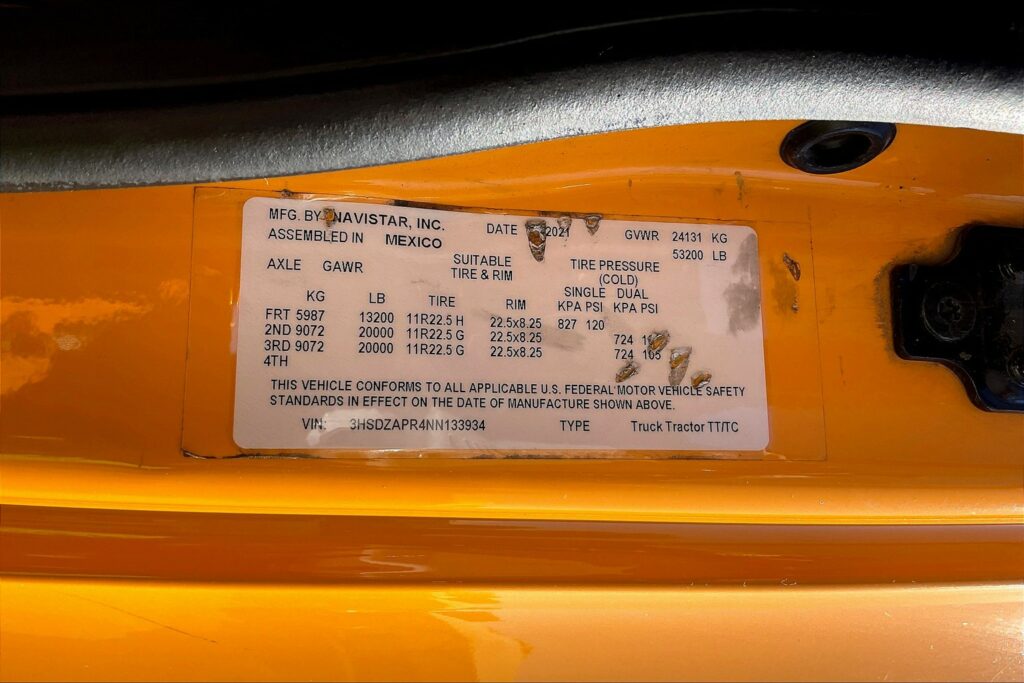 MFG. BY NAVISTAR, INC. DATE 2021 GVWR 24131 KG
ASSEMBLED IN MEXICO 53200 LB
AXLE GAWR SUITABLE TIRE & RIM TIRE PRESSURE (COLD)
SINGLE DUAL
KG LB TIRE RIM KPA PSI KPA PSI
FRT 5987 13200 11R22.5 H 22.5x8.25 827 120
2ND 9072 20000 11R22.5 G 22.5x8.25 724
3RD 9072 20000 11R22.5 G 22.5x8.25 724 105
4TH
THIS VEHICLE CONFORMS TO ALL APPLICABLE U.S. FEDERAL MOTOR VEHICLE SAFETY
STANDARDS IN EFFECT ON THE DATE OF MANUFACTURE SHOWN ABOVE.
VIN: 3HSDZAPR4NN133934 TYPE Truck Tractor TT/TC